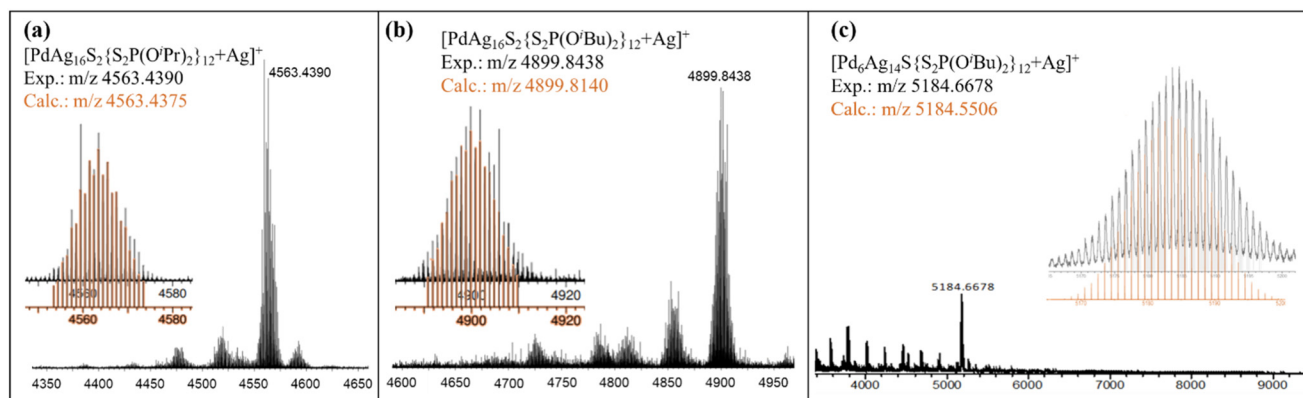 (a)
[PdAg₁₆S₂{S₂P(OⁱPr)₂}₁₂+Ag]⁺
Exp.: m/z 4563.4390
Calc.: m/z 4563.4375
4563.4390
4560 4580
4560 4580
4350 4400 4450 4500 4550 4600 4650
(b)
[PdAg₁₆S₂{S₂P(OⁱBu)₂}₁₂+Ag]⁺
Exp.: m/z 4899.8438
Calc.: m/z 4899.8140
4899.8438
4900 4920
4900 4920
4600 4650 4700 4750 4800 4850 4900 4950
(c)
[Pd₆Ag₁₄S{S₂P(OⁱBu)₂}₁₂+Ag]⁺
Exp.: m/z 5184.6678
Calc.: m/z 5184.5506
5184.6678
4000 5000 6000 7000 8000 9000